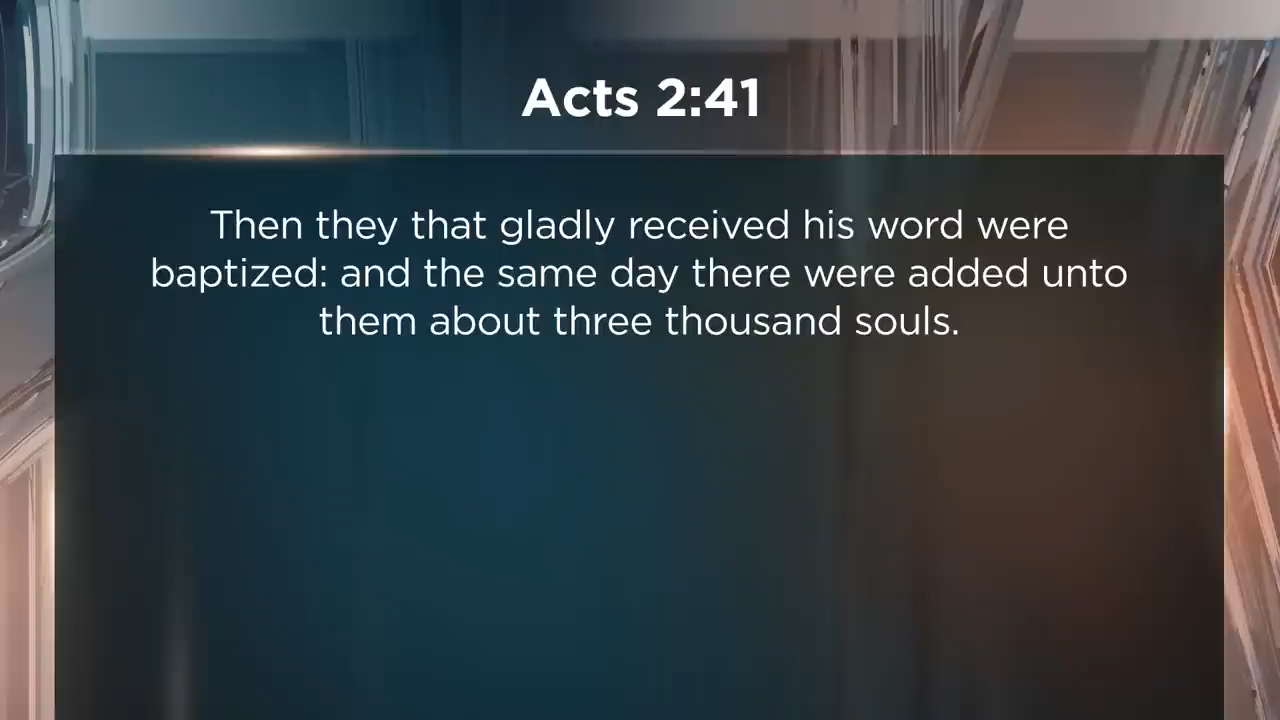 Acts 2:41
Then they that gladly received his word were
baptized: and the same day there were added unto
them about three thousand souls.